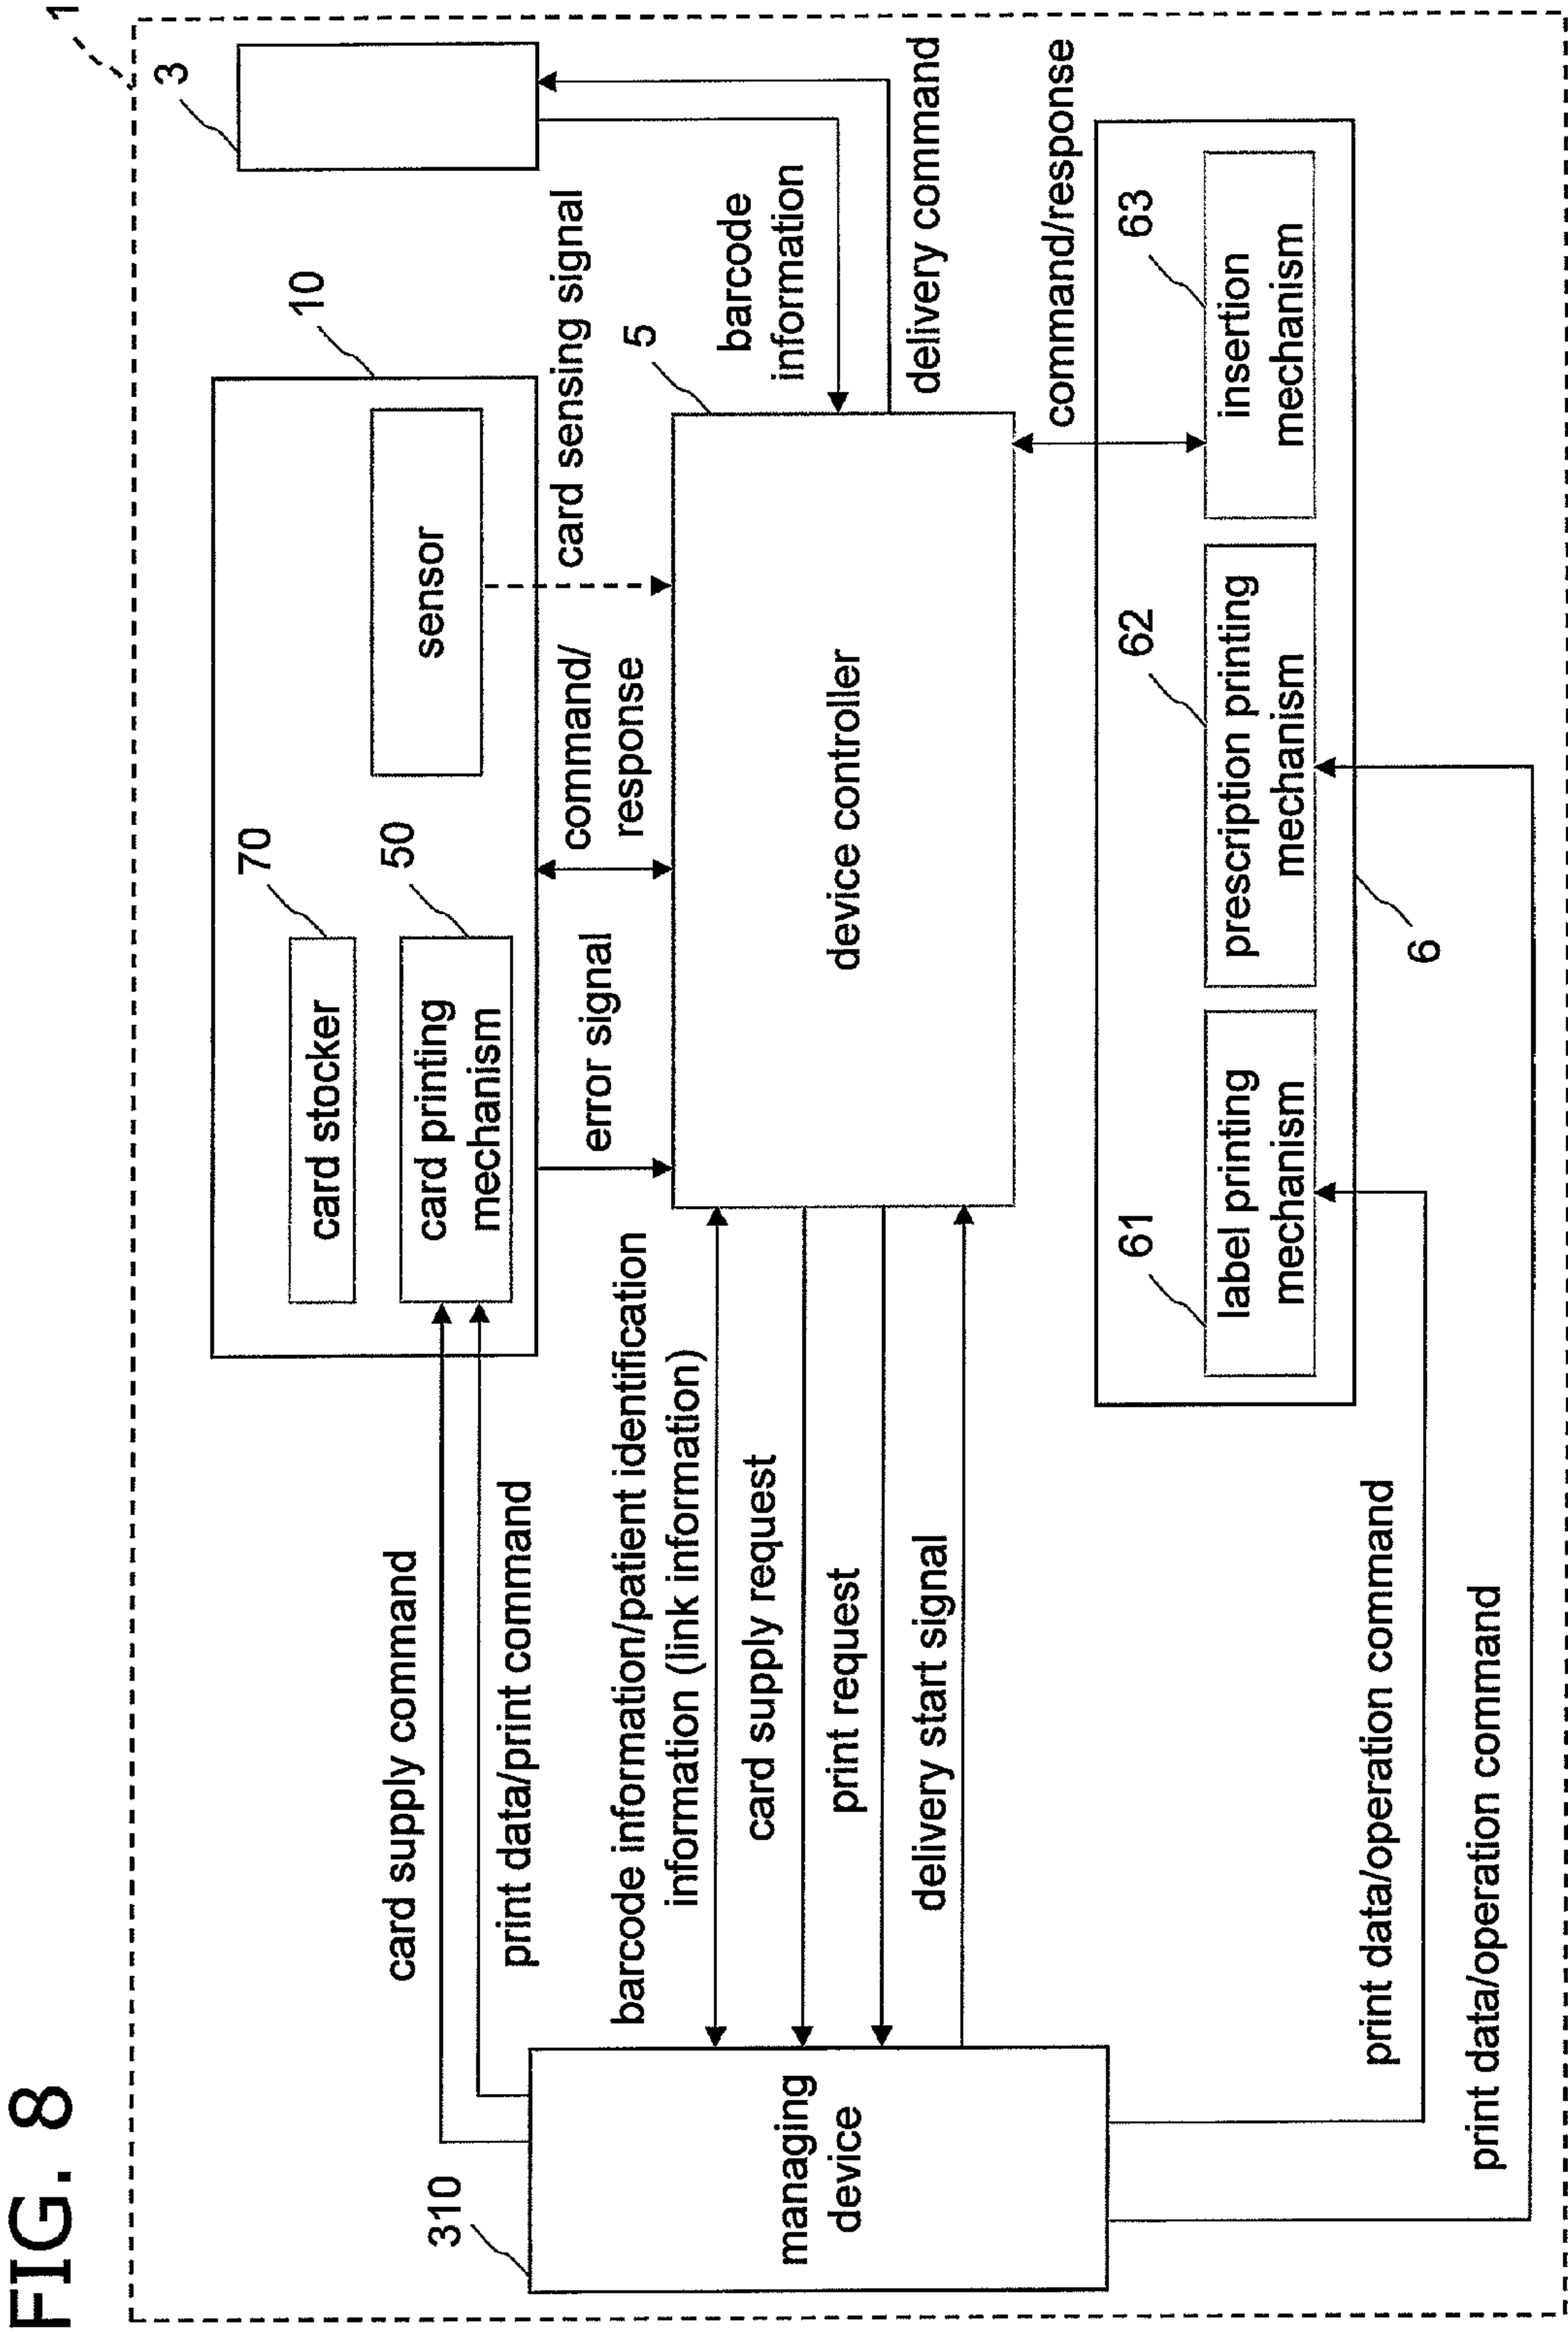 FIG. 8
1
3
10
70
card stocker
50
card printing
mechanism
sensor
card supply command
print data/print command
error signal
command/
response
card sensing signal
barcode information/patient identification
information (link information)
card supply request
print request
delivery start signal
310
managing
device
5
device controller
barcode
information
delivery command
command/response
61
label printing
mechanism
62
prescription printing
mechanism
63
insertion
mechanism
6
print data/operation command
print data/operation command